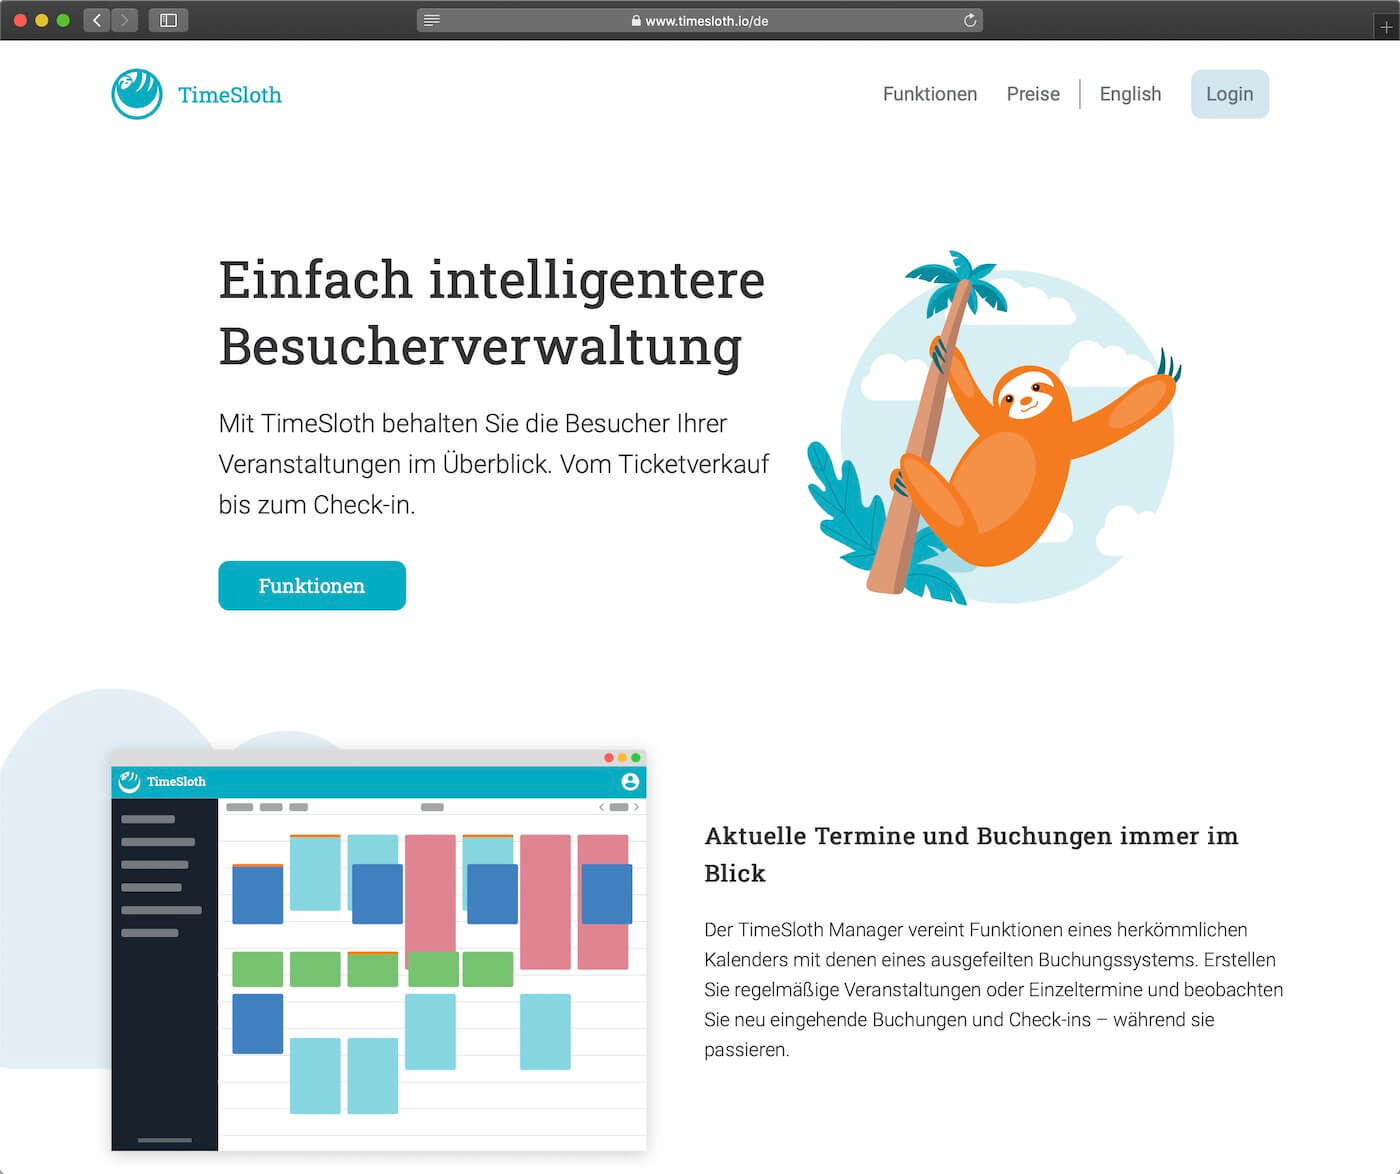 www.timesloth.io/de
TimeSloth
Funktionen
Preise
English
Login
Einfach intelligentere
Besucherverwaltung
Mit TimeSloth behalten Sie die Besucher Ihrer
Veranstaltungen im Überblick. Vom Ticketverkauf
bis zum Check-in.
Funktionen
TimeSloth
Aktuelle Termine und Buchungen immer im
Blick
Der TimeSloth Manager vereint Funktionen eines herkömmlichen
Kalenders mit denen eines ausgefeilten Buchungssystems. Erstellen
Sie regelmäßige Veranstaltungen oder Einzeltermine und beobachten
Sie neu eingehende Buchungen und Check-ins – während sie
passieren.